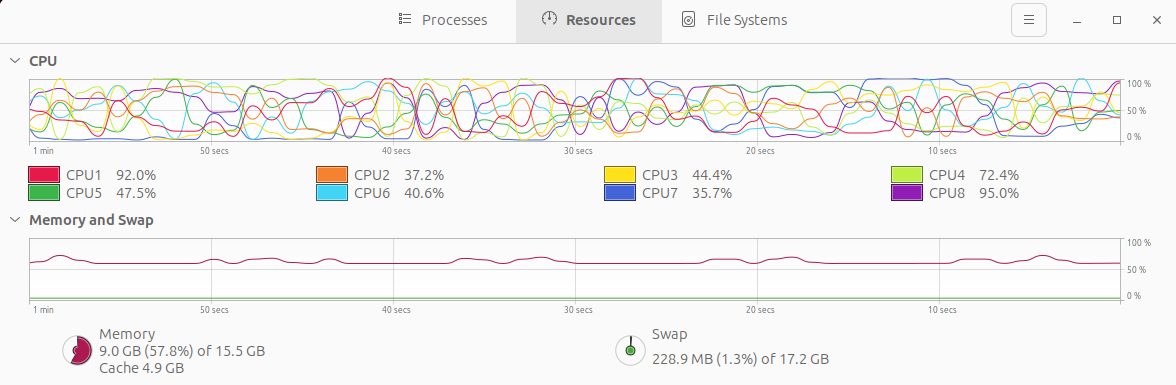 Processes Resources File Systems
CPU
100 %
50 %
0 %
1 min 50 secs 40 secs 30 secs 20 secs 10 secs
CPU1 92.0% CPU2 37.2% CPU3 44.4% CPU4 72.4%
CPU5 47.5% CPU6 40.6% CPU7 35.7% CPU8 95.0%
Memory and Swap
100 %
50 %
0 %
1 min 50 secs 40 secs 30 secs 20 secs 10 secs
Memory
9.0 GB (57.8%) of 15.5 GB
Cache 4.9 GB
Swap
228.9 MB (1.3%) of 17.2 GB